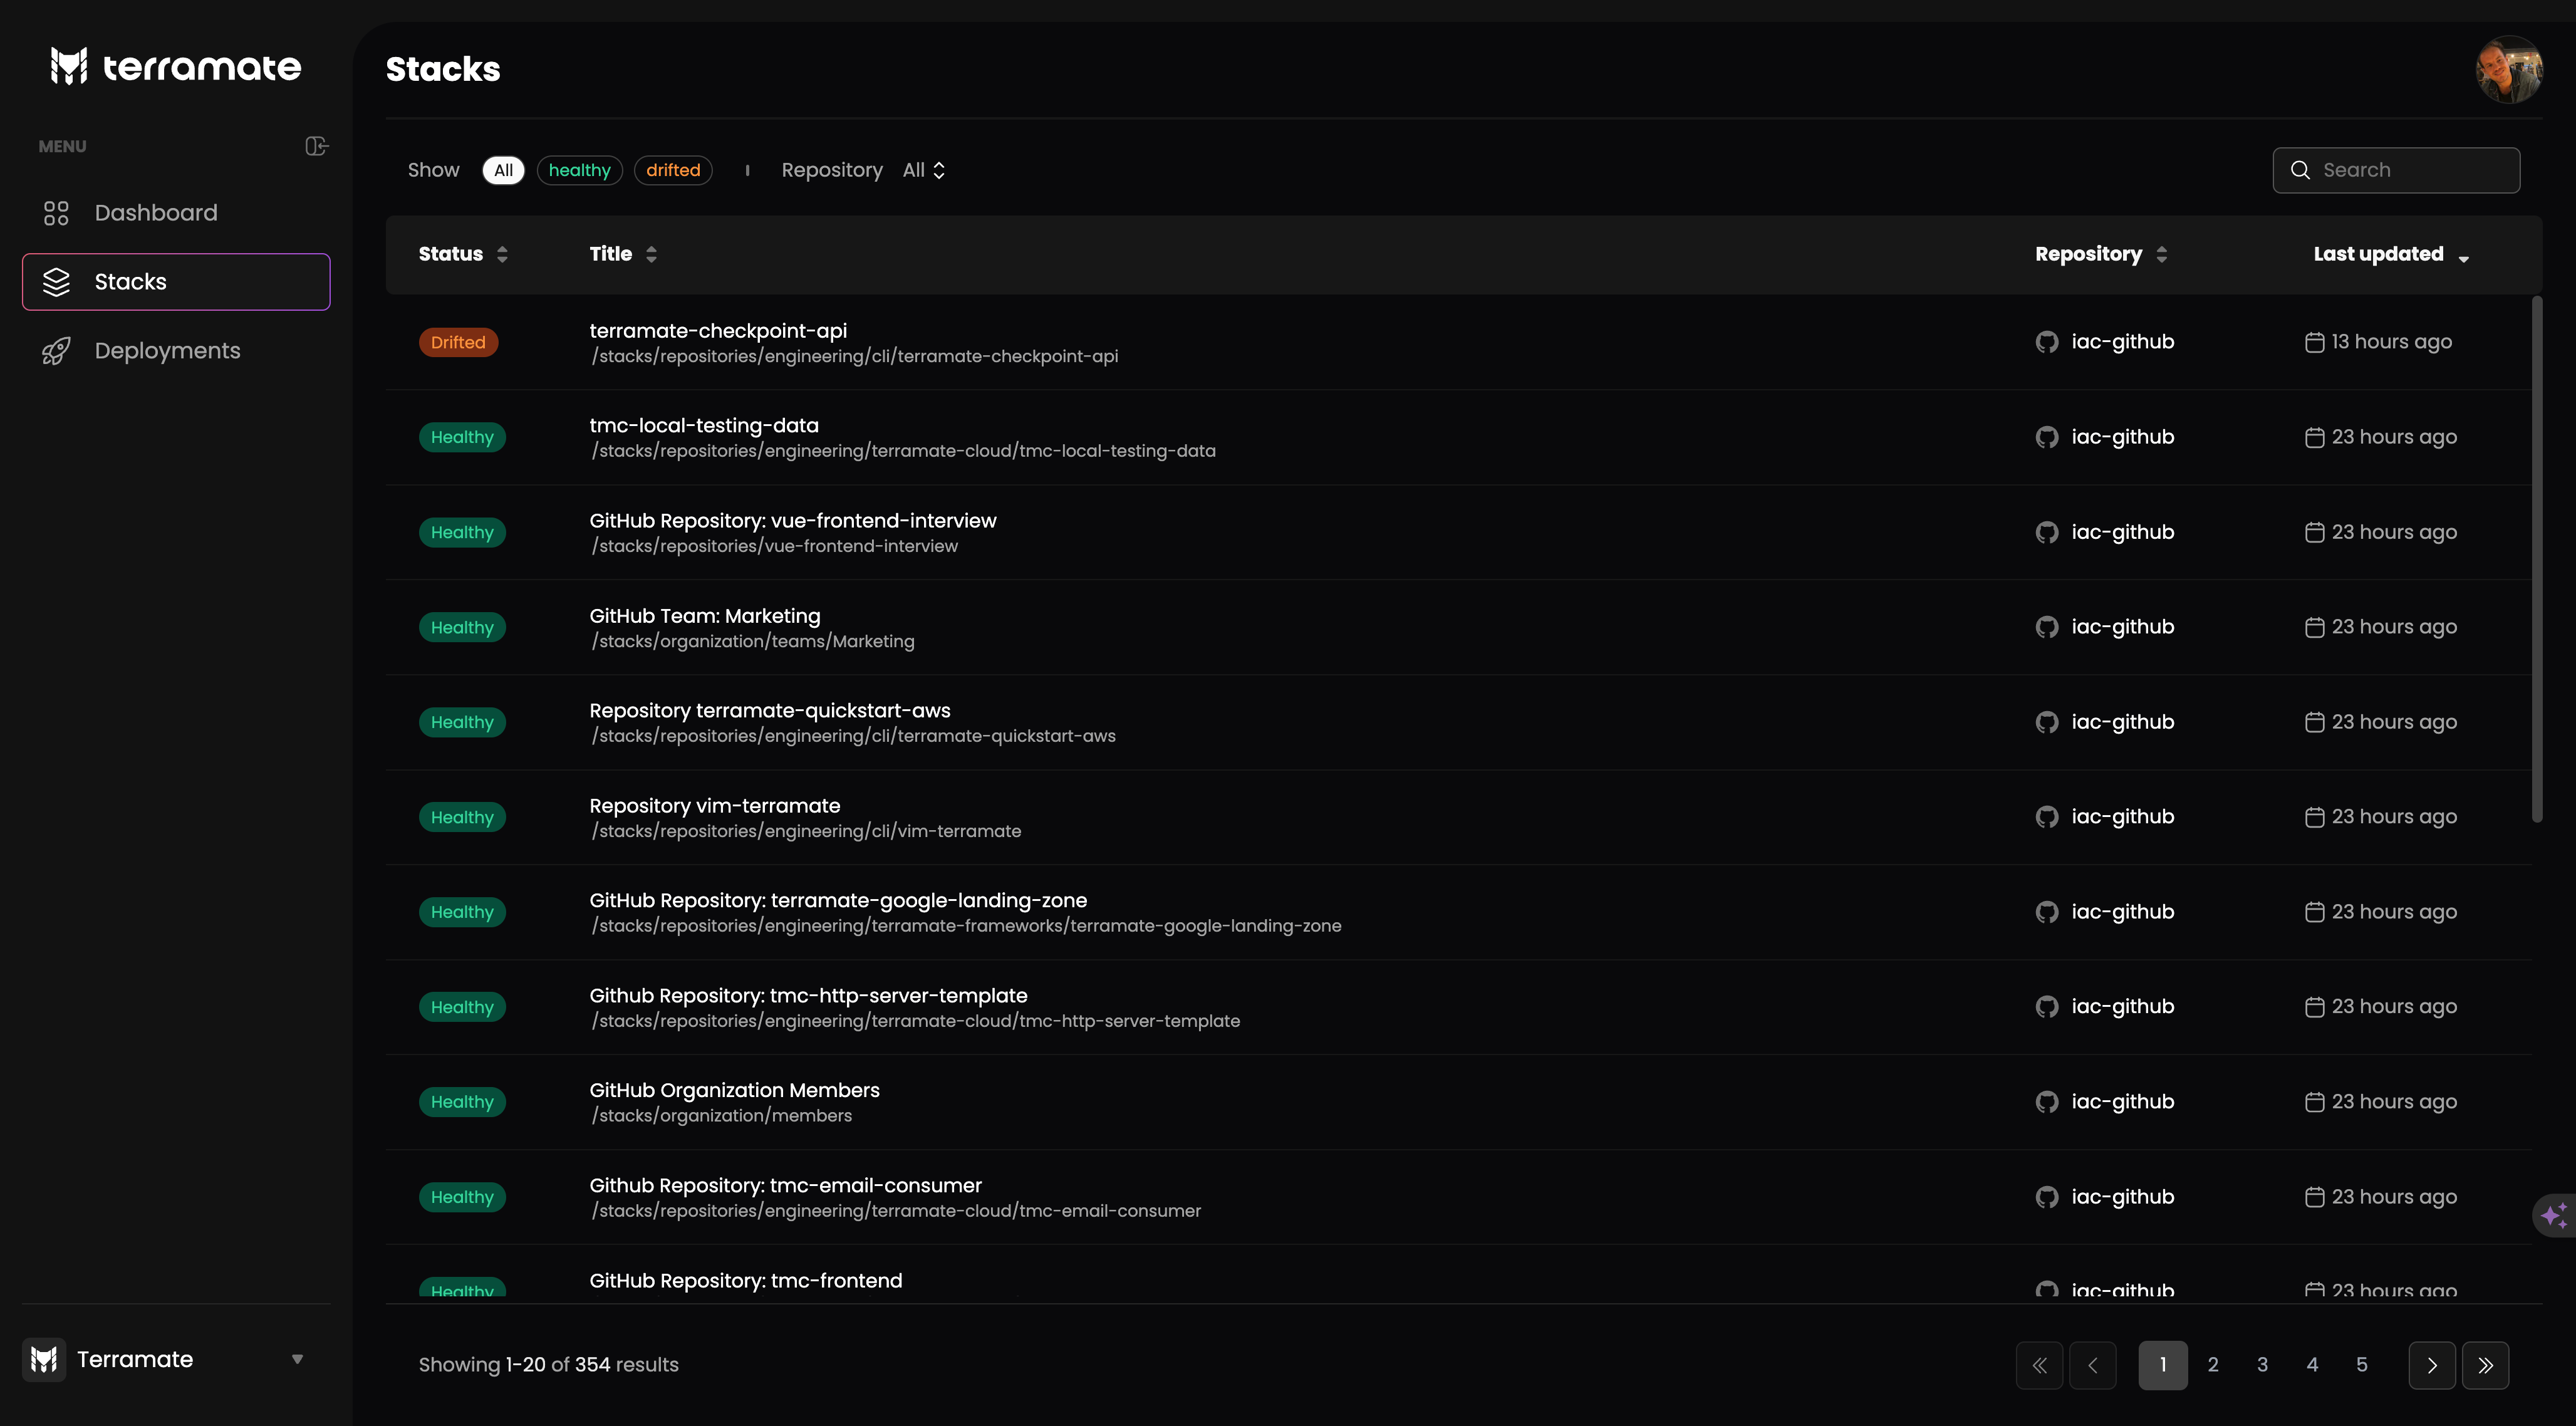 terramate
MENU
Dashboard
Stacks
Deployments
Terramate
Stacks
Show All healthy drifted Repository All
Search
Status Title Repository Last updated
Drifted terramate-checkpoint-api iac-github 13 hours ago
/stacks/repositories/engineering/cli/terramate-checkpoint-api
Healthy tmc-local-testing-data iac-github 23 hours ago
/stacks/repositories/engineering/terramate-cloud/tmc-local-testing-data
Healthy GitHub Repository: vue-frontend-interview iac-github 23 hours ago
/stacks/repositories/vue-frontend-interview
Healthy GitHub Team: Marketing iac-github 23 hours ago
/stacks/organization/teams/Marketing
Healthy Repository terramate-quickstart-aws iac-github 23 hours ago
/stacks/repositories/engineering/cli/terramate-quickstart-aws
Healthy Repository vim-terramate iac-github 23 hours ago
/stacks/repositories/engineering/cli/vim-terramate
Healthy GitHub Repository: terramate-google-landing-zone iac-github 23 hours ago
/stacks/repositories/engineering/terramate-frameworks/terramate-google-landing-zone
Healthy Github Repository: tmc-http-server-template iac-github 23 hours ago
/stacks/repositories/engineering/terramate-cloud/tmc-http-server-template
Healthy GitHub Organization Members iac-github 23 hours ago
/stacks/organization/members
Healthy Github Repository: tmc-email-consumer iac-github 23 hours ago
/stacks/repositories/engineering/terramate-cloud/tmc-email-consumer
Healthy GitHub Repository: tmc-frontend iac-github 23 hours ago
Showing 1-20 of 354 results
1 2 3 4 5